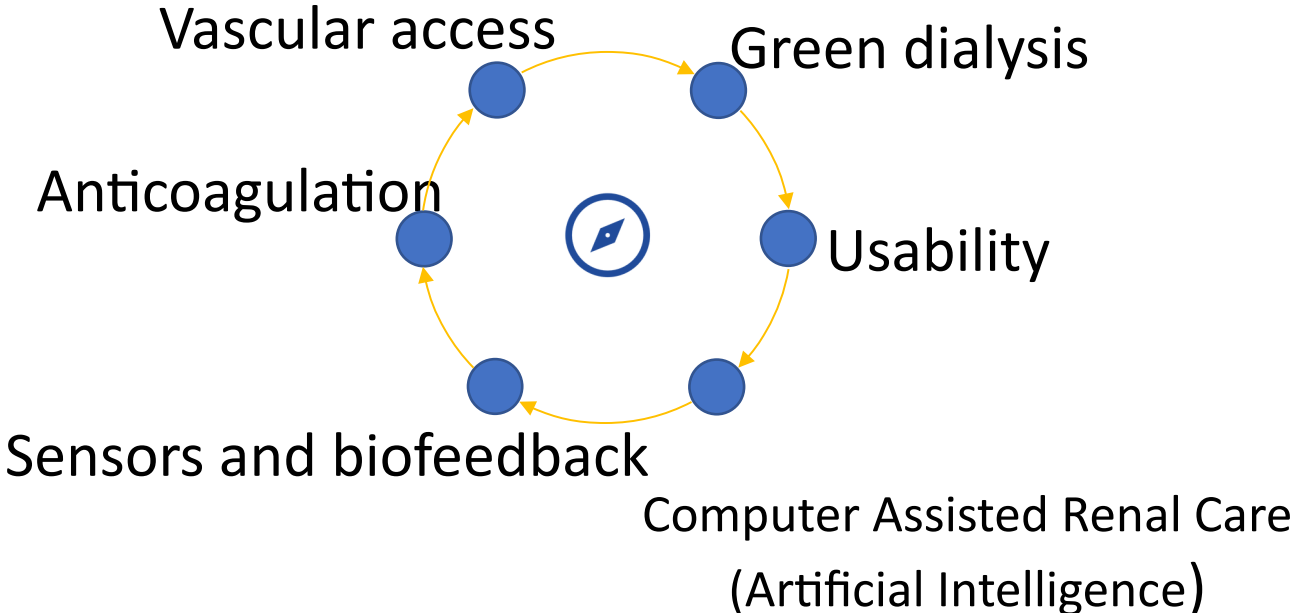 Vascular access
Green dialysis
Anticoagulation
Usability
Sensors and biofeedback
Computer Assisted Renal Care
(Artificial Intelligence)